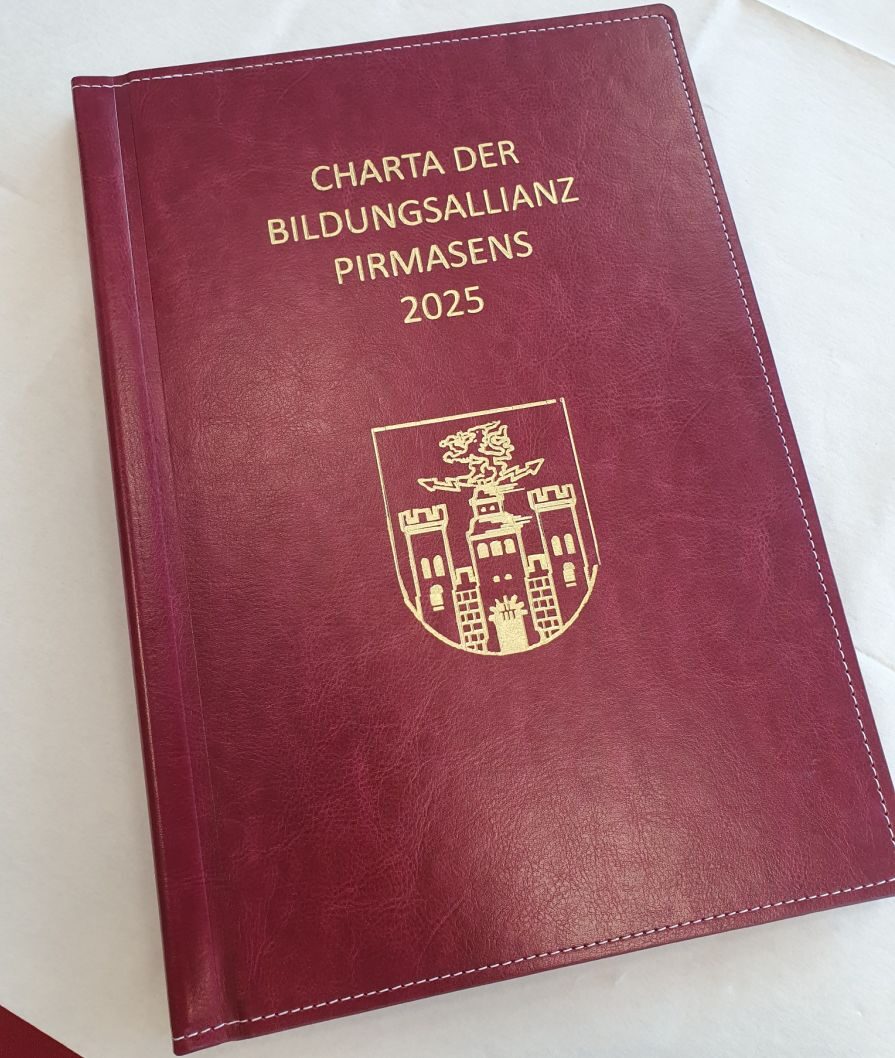 CHARTA DER
BILDUNGSALLIANZ
PIRMASENS
2025